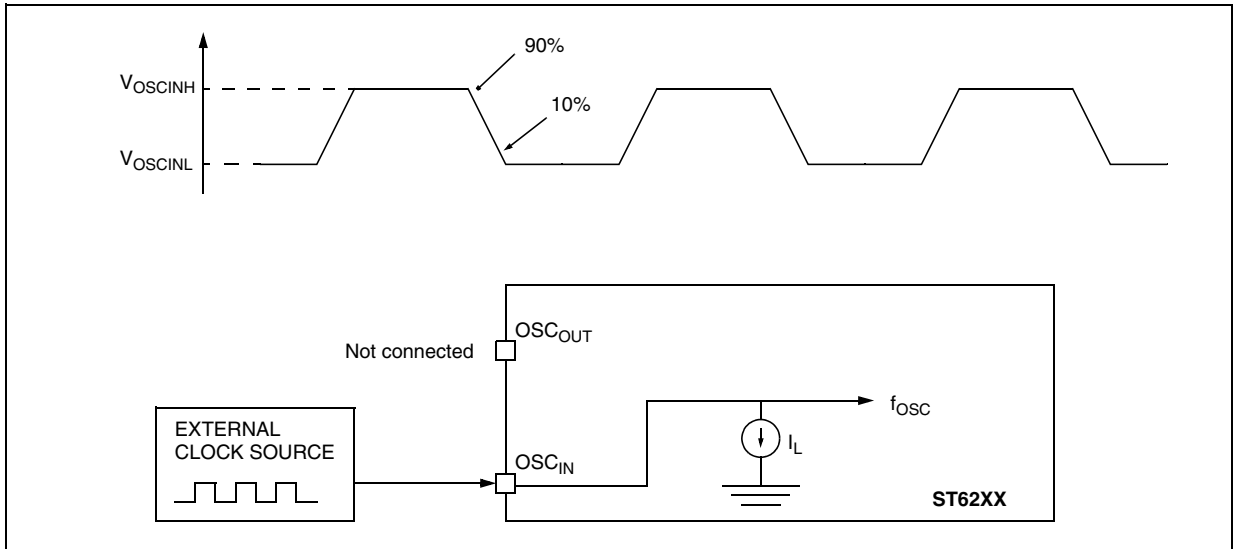 90%
VOSCINH
10%
VOSCINL
OSCOUT
Not connected
fOSC
EXTERNAL
CLOCK SOURCE
IL
OSCIN
ST62XX